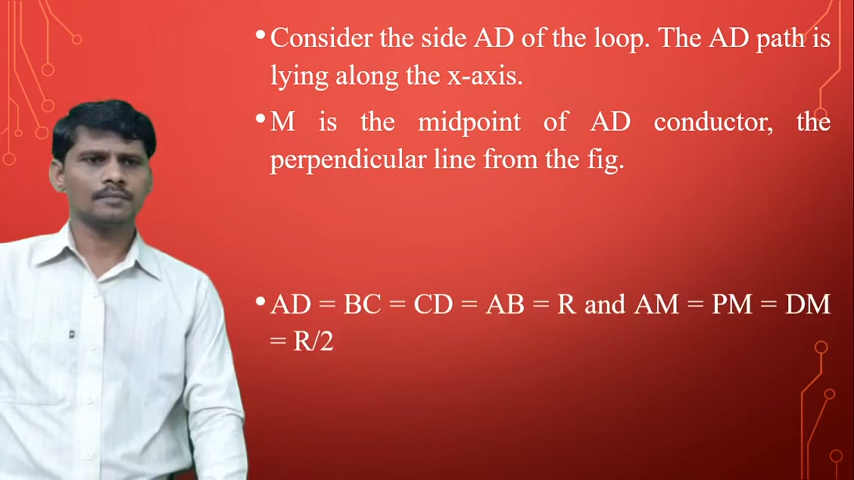 • Consider the side AD of the loop. The AD path is
lying along the x-axis.
• M is the midpoint of AD conductor, the
perpendicular line from the fig.
• AD = BC = CD = AB = R and AM = PM = DM
= R/2